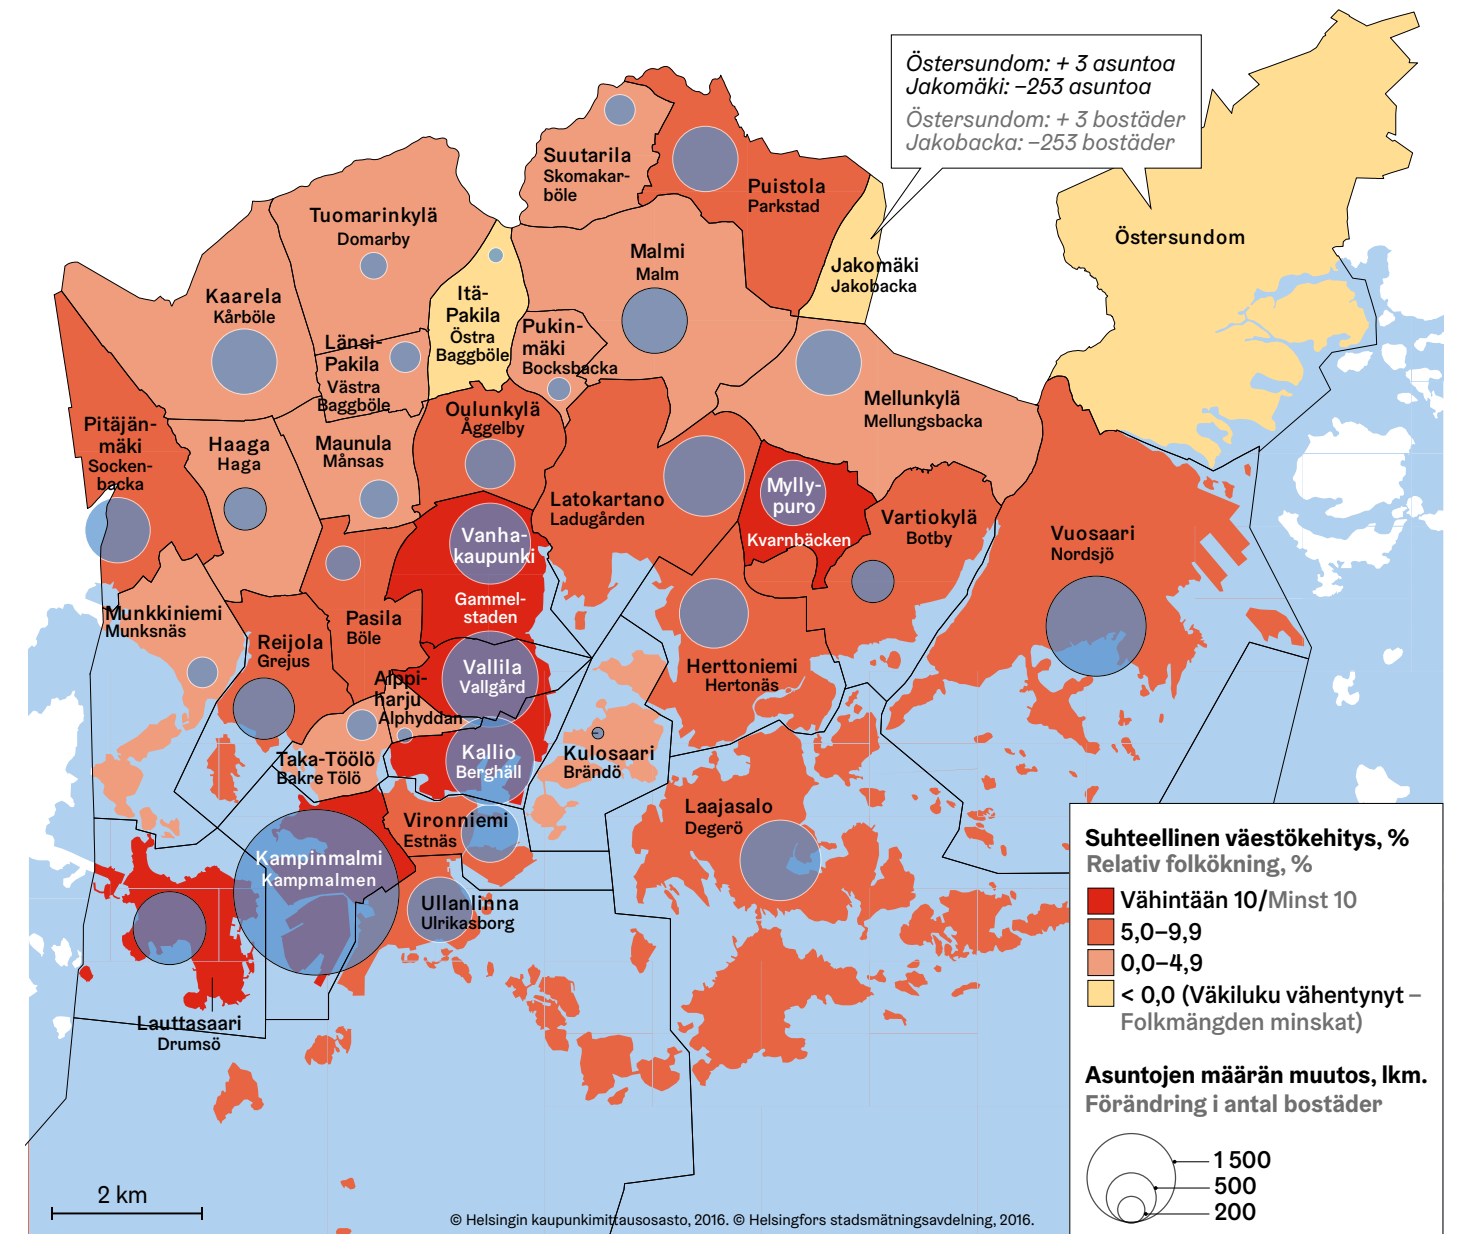 Östersundom: + 3 asuntoa
Jakomäki: –253 asuntoa
Östersundom: + 3 bostäder
Jakobacka: –253 bostäder
Suutarila
Skomakar-
böle
Puistola
Parkstad
Tuomarinkylä
Domarby
Östersundom
Malmi
Malm
Jakomäki
Jakobacka
Kaarela
Kårböle
Itä-
Pakila
Östra
Baggböle
Pukin-
mäki
Bocksbacka
Länsi-
Pakila
Västra
Baggböle
Mellunkylä
Mellungsbacka
Oulunkylä
Åggelby
Pitäjän-
mäki
Socken-
backa
Haaga
Haga
Maunula
Månsas
Latokartano
Ladugården
Mylly-
puro
Kvarnbäcken
Vartiokylä
Botby
Vuosaari
Nordsjö
Vanha-
kaupunki
Gammel-
staden
Munkkiniemi
Munksnäs
Pasila
Böle
Reijola
Grejus
Vallila
Vallgård
Herttoniemi
Hertonäs
Alppi-
harju
Alphyddan
Taka-Töölö
Bakre Tölö
Kallio
Berghäll
Kulosaari
Brändö
Vironniemi
Estnäs
Laajasalo
Degerö
Kampinmalmi
Kampmalmen
Ullanlinna
Ulrikasborg
Lauttasaari
Drumsö
Suhteellinen väestökehitys, %
Relativ folkökning, %
Vähintään 10/Minst 10
5,0–9,9
0,0–4,9
< 0,0 (Väkiluku vähentynyt –
Folkmängden minskat)
Asuntojen määrän muutos, lkm.
Förändring i antal bostäder
1 500
500
200
2 km
© Helsingin kaupunkimittausosasto, 2016. © Helsingfors stadsmätningsavdelning, 2016.